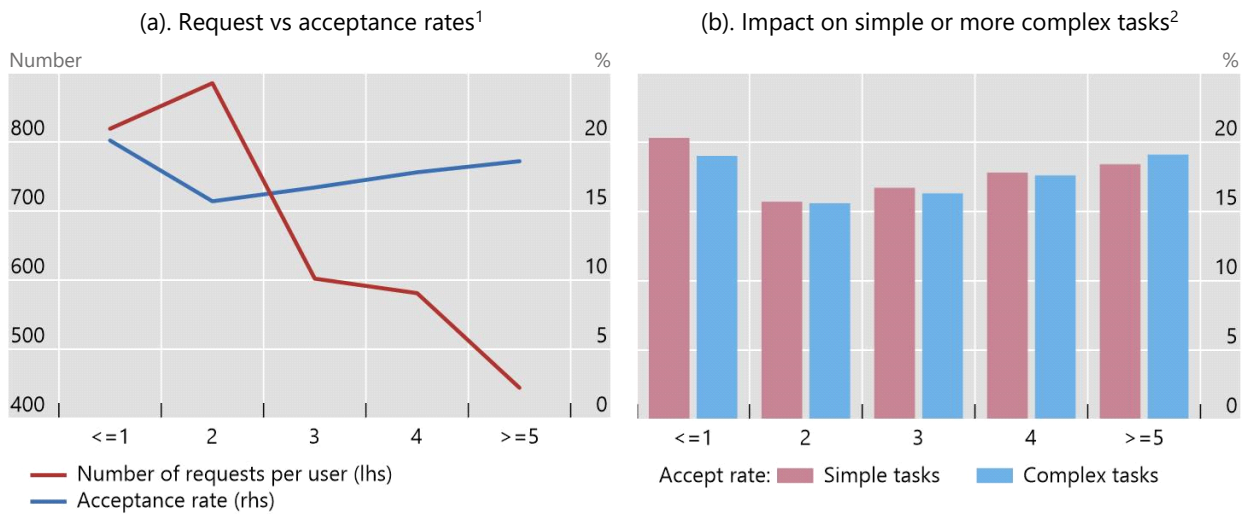 (a). Request vs acceptance rates1
Number %
800 20
700 15
600 10
500 5
400 0
<=1 2 3 4 >=5
Number of requests per user (lhs)
Acceptance rate (rhs)
(b). Impact on simple or more complex tasks2
%
20
15
10
5
0
<=1 2 3 4 >=5
Accept rate: Simple tasks Complex tasks